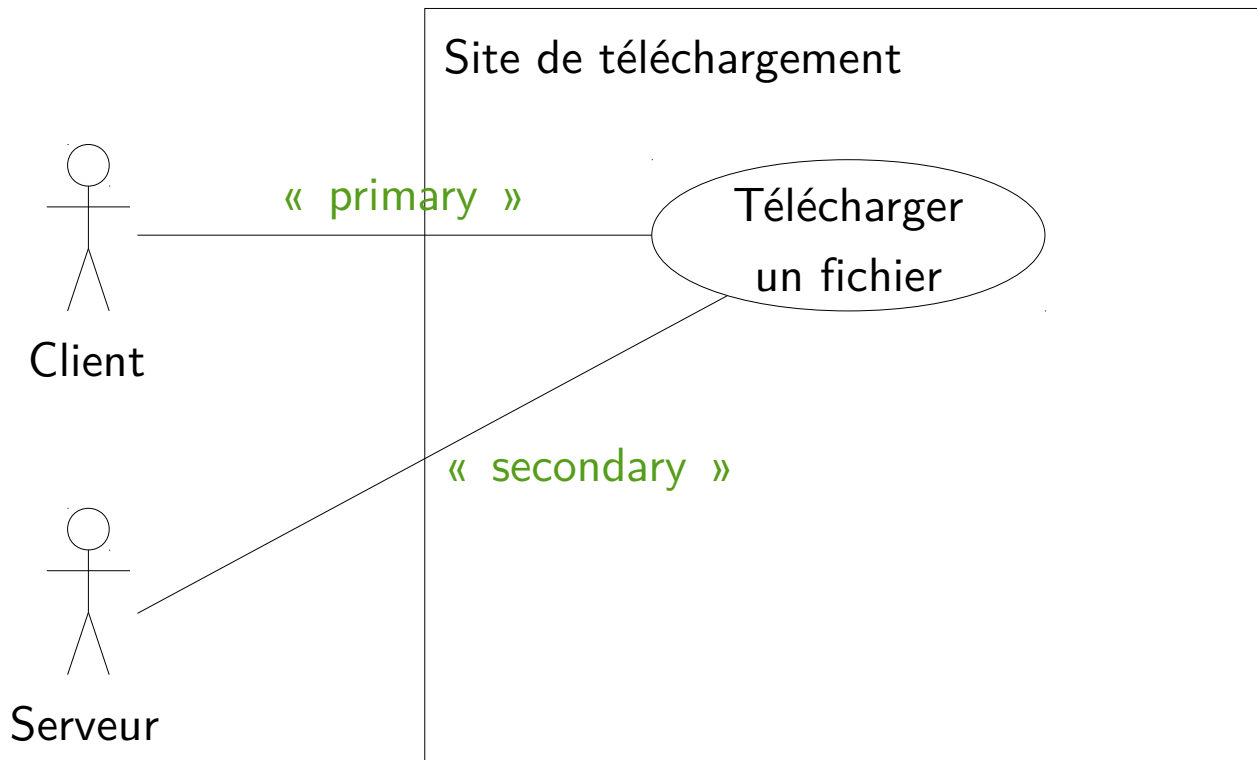 Site de téléchargement
« primary »
Télécharger
un fichier
Client
« secondary »
Serveur